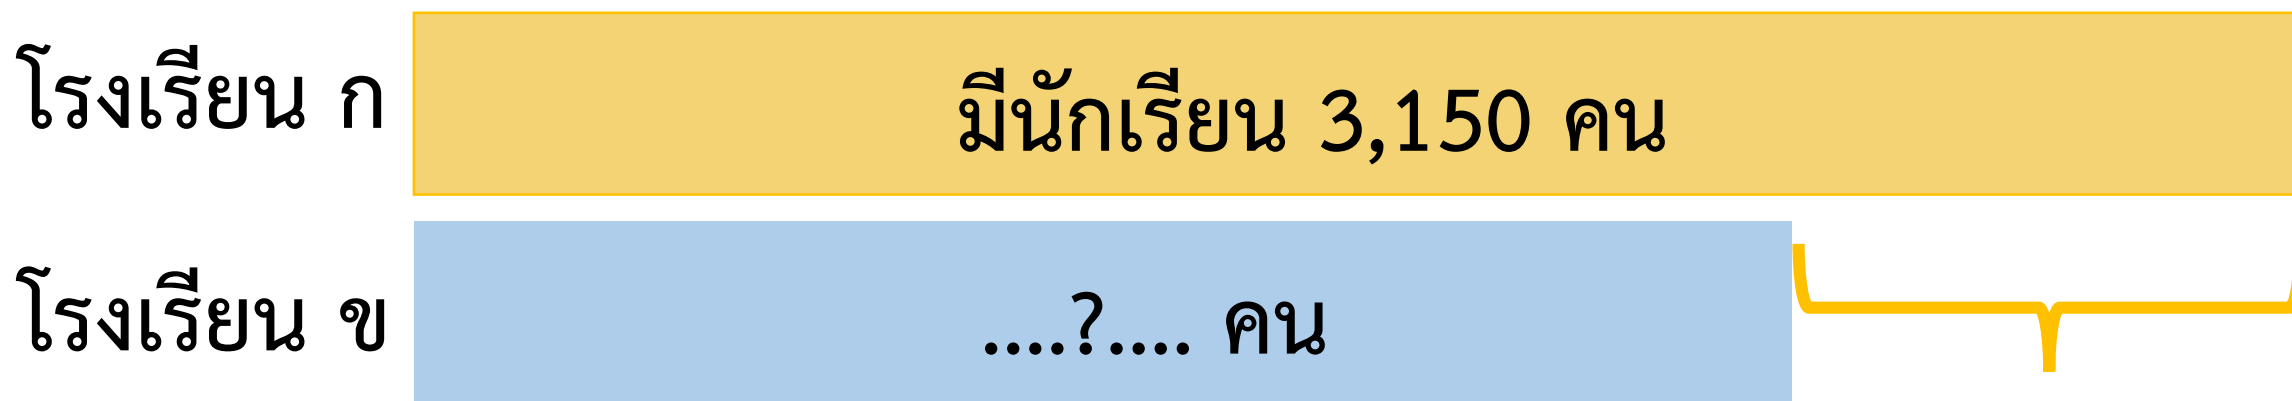 โรงเรียน ก
มีนักเรียน 3,150 คน
โรงเรียน ข
....?.... คน